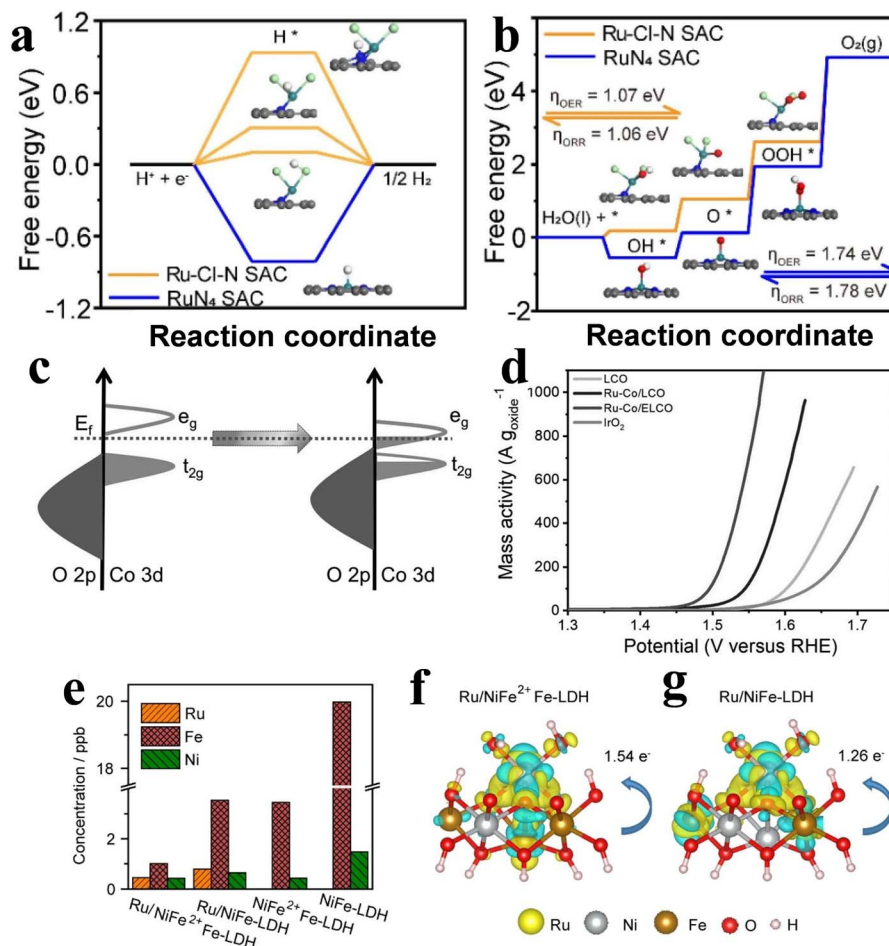 a
Free energy (eV)
1.2
0.6
0.0
-0.6
-1.2
H *
H⁺ + e⁻
1/2 H₂
Ru-Cl-N SAC
RuN₄ SAC
Reaction coordinate
b
Free energy (eV)
4
2
0
-2
Ru-Cl-N SAC
RuN₄ SAC
O₂(g)
η_OER = 1.07 eV
η_ORR = 1.06 eV
OOH *
H₂O(l) + *
O *
OH *
η_OER = 1.74 eV
η_ORR = 1.78 eV
Reaction coordinate
c
E_f
e_g
t_2g
O 2p Co 3d
e_g
t_2g
O 2p Co 3d
d
Mass activity (A g_oxide⁻¹)
1000
800
600
400
200
0
LCO
Ru-Co/LCO
Ru-Co/ELCO
IrO₂
1.3 1.4 1.5 1.6 1.7
Potential (V versus RHE)
e
Concentration / ppb
20
18
2
0
Ru
Fe
Ni
Ru/NiFe²⁺Fe-LDH
Ru/NiFe-LDH
NiFe²⁺Fe-LDH
NiFe-LDH
f
Ru/NiFe²⁺Fe-LDH
1.54 e⁻
g
Ru/NiFe-LDH
1.26 e⁻
Ru Ni Fe O H